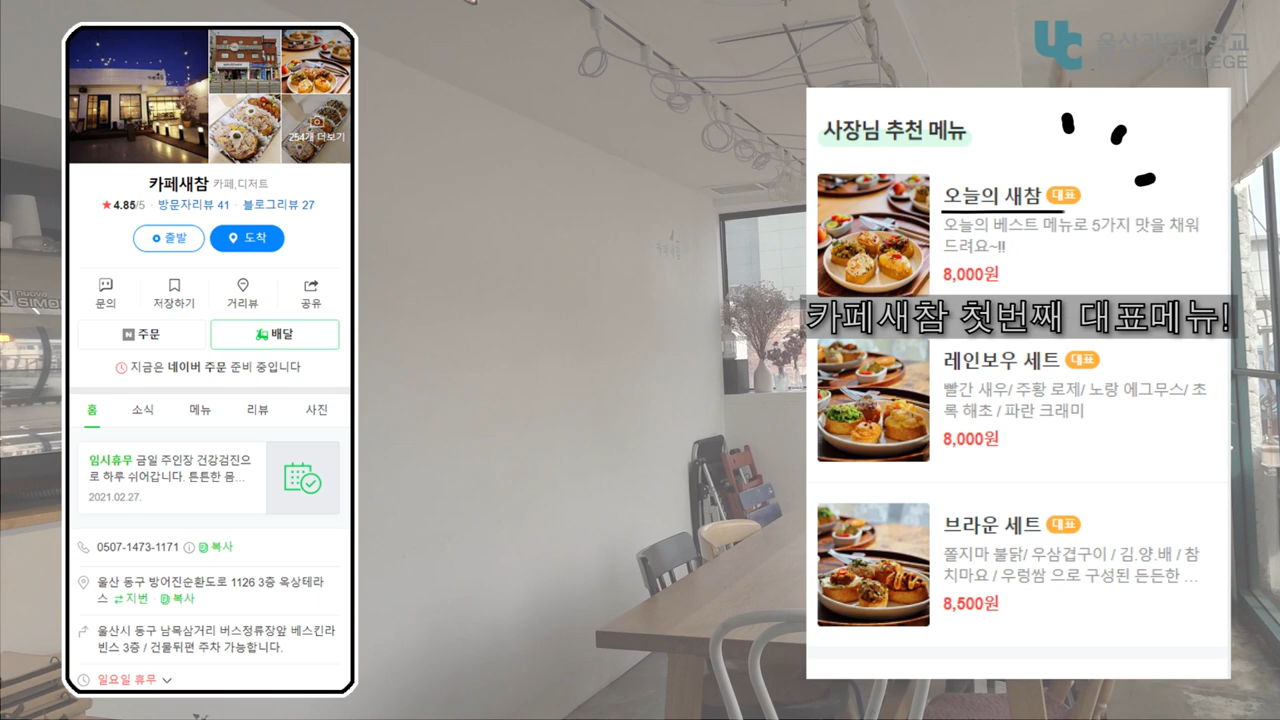 울산과학대학교
COLLEGE
254개 더보기
카페새참 카페,디저트
★4.85/5 · 방문자리뷰 41 · 블로그리뷰 27
출발 도착
문의 저장하기 거리뷰 공유
N 주문 배달
지금은 네이버 주문 준비 중입니다
홈 소식 메뉴 리뷰 사진
임시휴무 금일 주인장 건강검진으
로 하루 쉬어갑니다. 튼튼한 몸...
2021.02.27.
0507-1473-1171 복사
울산 동구 방어진순환도로 1126 3층 옥상테라
스 지번 · 복사
울산시 동구 남목삼거리 버스정류장앞 베스킨라
빈스 3층 / 건물뒤편 주차 가능합니다.
일요일 휴무
사장님 추천 메뉴
오늘의 새참 대표
오늘의 베스트 메뉴로 5가지 맛을 채워
드려요~!!
8,000원
카페새참 첫번째 대표메뉴!
레인보우 세트 대표
빨간 새우/ 주황 로제/ 노랑 에그무스/ 초
록 해초 / 파란 크래미
8,000원
브라운 세트 대표
쫄지마 불닭/ 우삼겹구이 / 김.양.배 / 참
치마요 / 우렁쌈 으로 구성된 든든한 ...
8,500원